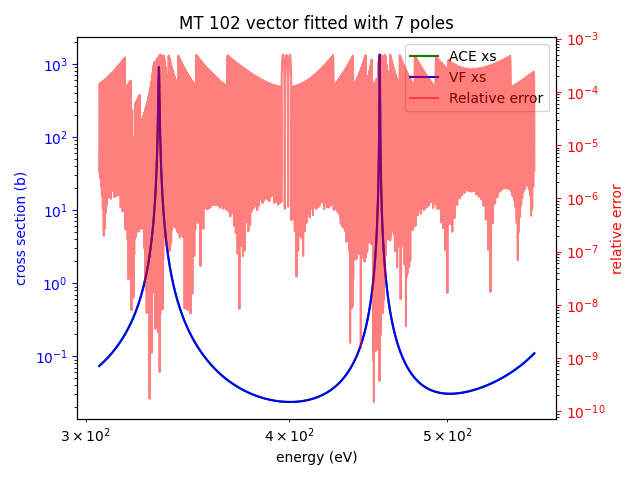 MT 102 vector fitted with 7 poles
ACE xs
VF xs
Relative error
cross section (b)
10³
10²
10¹
10⁰
10⁻¹
10⁻³
10⁻⁴
10⁻⁵
10⁻⁶
10⁻⁷
10⁻⁸
10⁻⁹
10⁻¹⁰
relative error
3 × 10² 4 × 10² 5 × 10²
energy (eV)